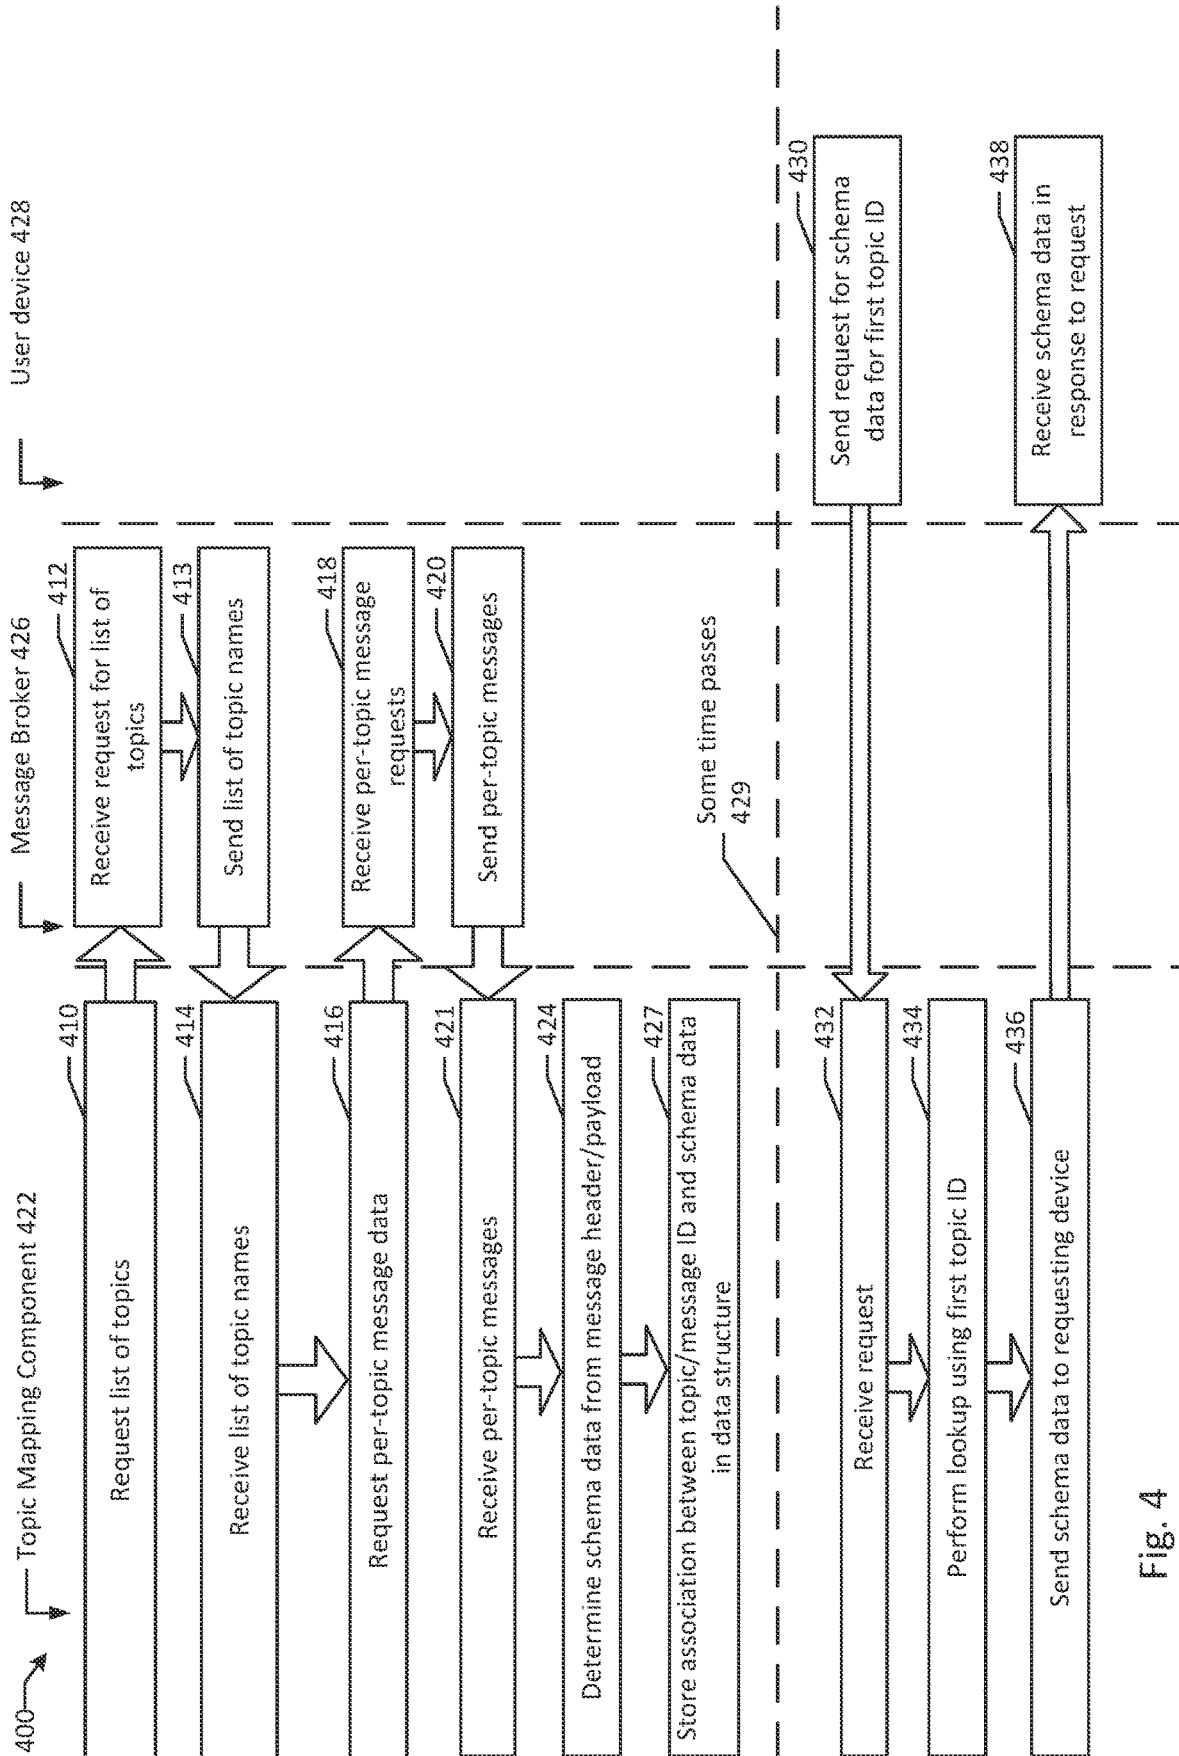 400
Topic Mapping Component 422
Message Broker 426
User device 428
410
Request list of topics
412
Receive request for list of
topics
413
Send list of topic names
414
Receive list of topic names
416
Request per-topic message data
418
Receive per-topic message
requests
420
Send per-topic messages
421
Receive per-topic messages
424
Determine schema data from message header/payload
427
Store association between topic/message ID and schema data
in data structure
Some time passes
429
430
Send request for schema
data for first topic ID
432
Receive request
434
Perform lookup using first topic ID
436
Send schema data to requesting device
438
Receive schema data in
response to request
Fig. 4